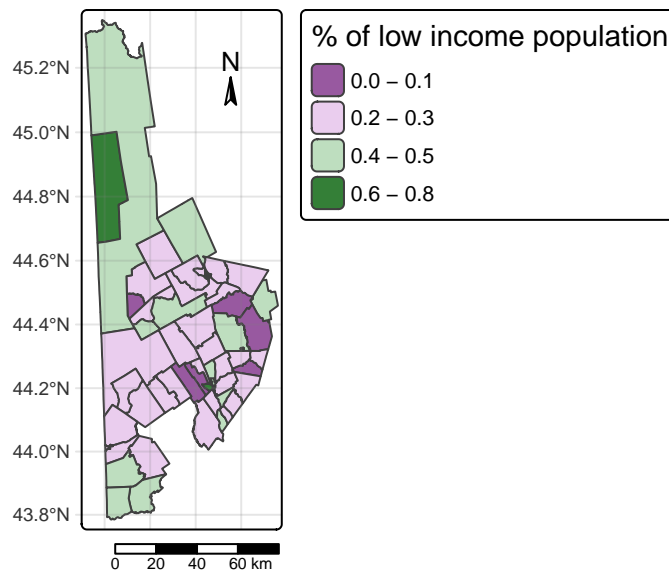 % of low income population
N
0.0 – 0.1
0.2 – 0.3
0.4 – 0.5
0.6 – 0.8
45.2°N
45.0°N
44.8°N
44.6°N
44.4°N
44.2°N
44.0°N
43.8°N
0 20 40 60 km